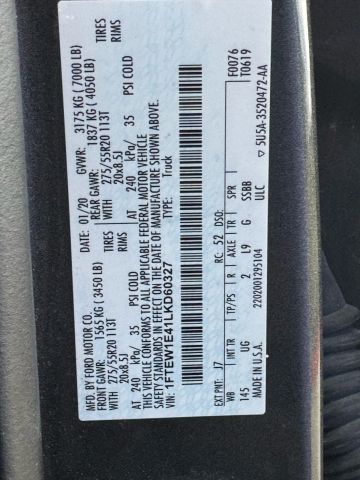 MFD. BY FORD MOTOR CO.
DATE: 01/20 GVWR: 3175 KG (7000 LB)
FRONT GAWR: 1565 KG (3450 LB) REAR GAWR: 1837 KG (4050 LB)
WITH 275/55R20 113T TIRES WITH 275/55R20 113T TIRES
20x8.5J RIMS 20x8.5J RIMS
AT 240 kPa/ 35 PSI COLD AT 240 kPa/ 35 PSI COLD
THIS VEHICLE CONFORMS TO ALL APPLICABLE FEDERAL MOTOR VEHICLE
SAFETY STANDARDS IN EFFECT ON THE DATE OF MANUFACTURE SHOWN ABOVE.
VIN: 1FTEW1E41LKD60327
TYPE: Truck
F0076
T0619
EXT PNT: J7 RC: 52 DSO:
WB INT TR TP/PS R AXLE TR SPR
145 UG 2 L9 G SSBB
2202001295104 ULC
MADE IN U.S.A.
5U5A-3520472-AA